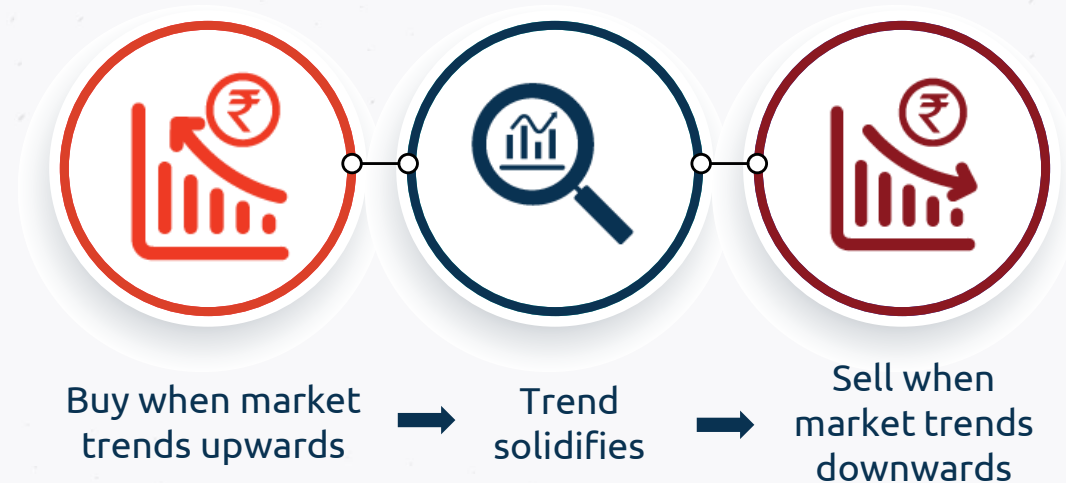 ₹
₹
Buy when market
trends upwards
Trend
solidifies
Sell when
market trends
downwards